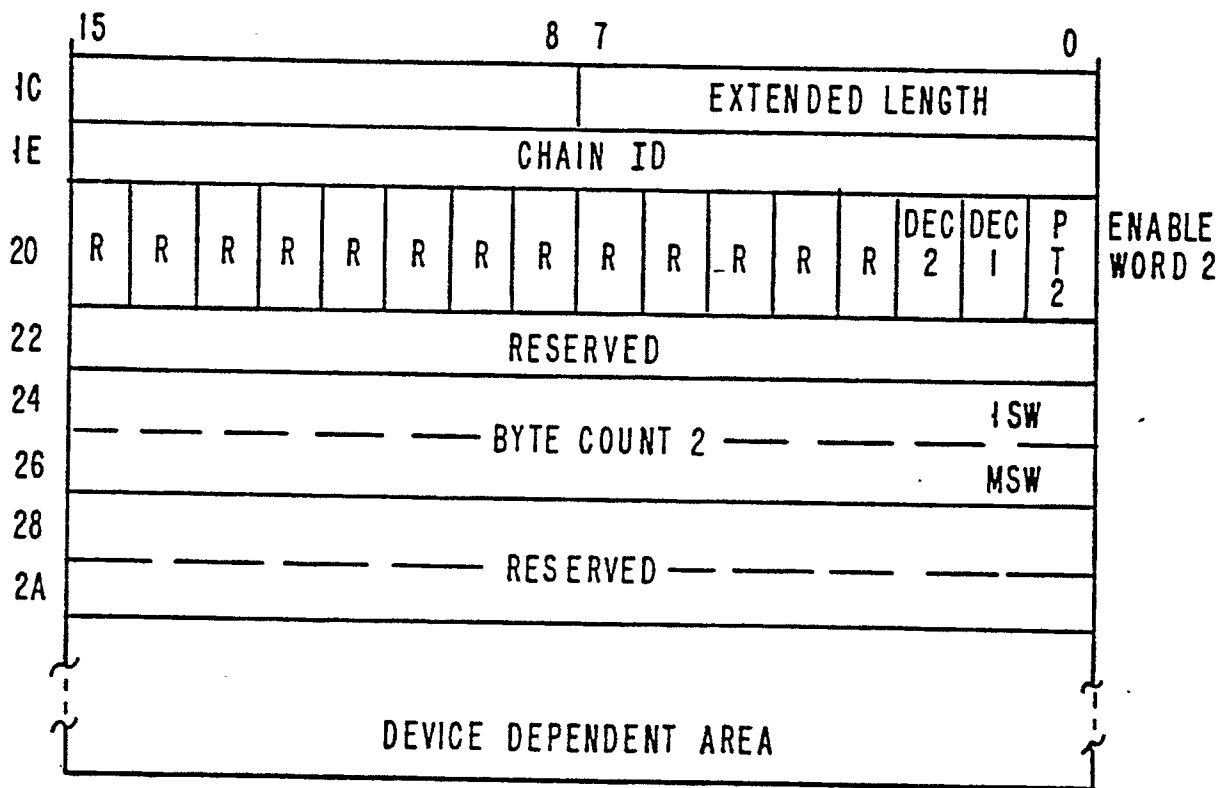 15 8 7 0
1C EXTENDED LENGTH
1E CHAIN ID
20 R R R R R R R R R R R R R DEC 2 DEC 1 P T 2 ENABLE WORD 2
22 RESERVED
24 LSW
BYTE COUNT 2
26 MSW
28
RESERVED
2A
DEVICE DEPENDENT AREA